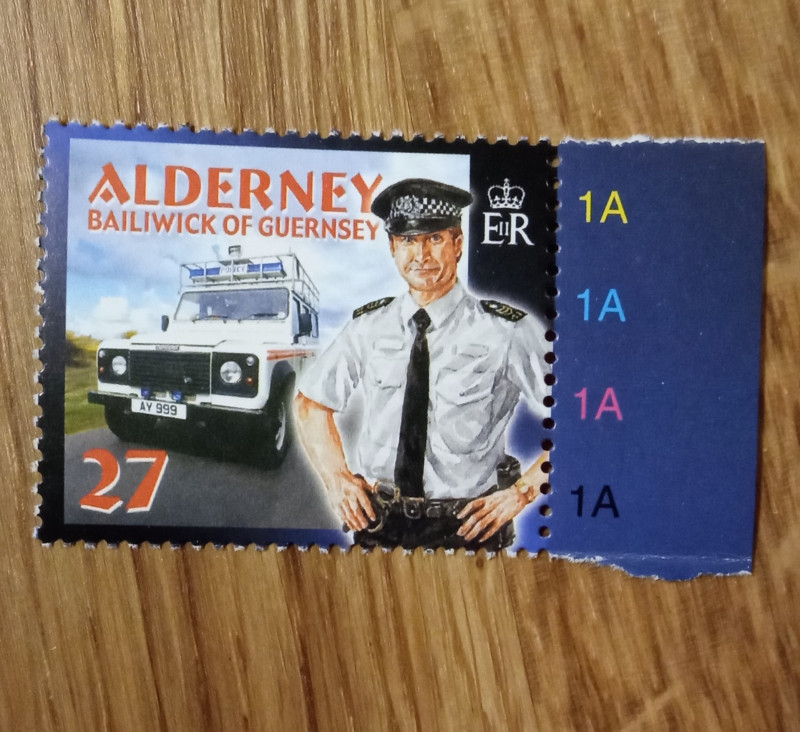 ALDERNEY
BAILIWICK OF GUERNSEY
EIIR
POLICE
AY 999
27
1A
1A
1A
1A